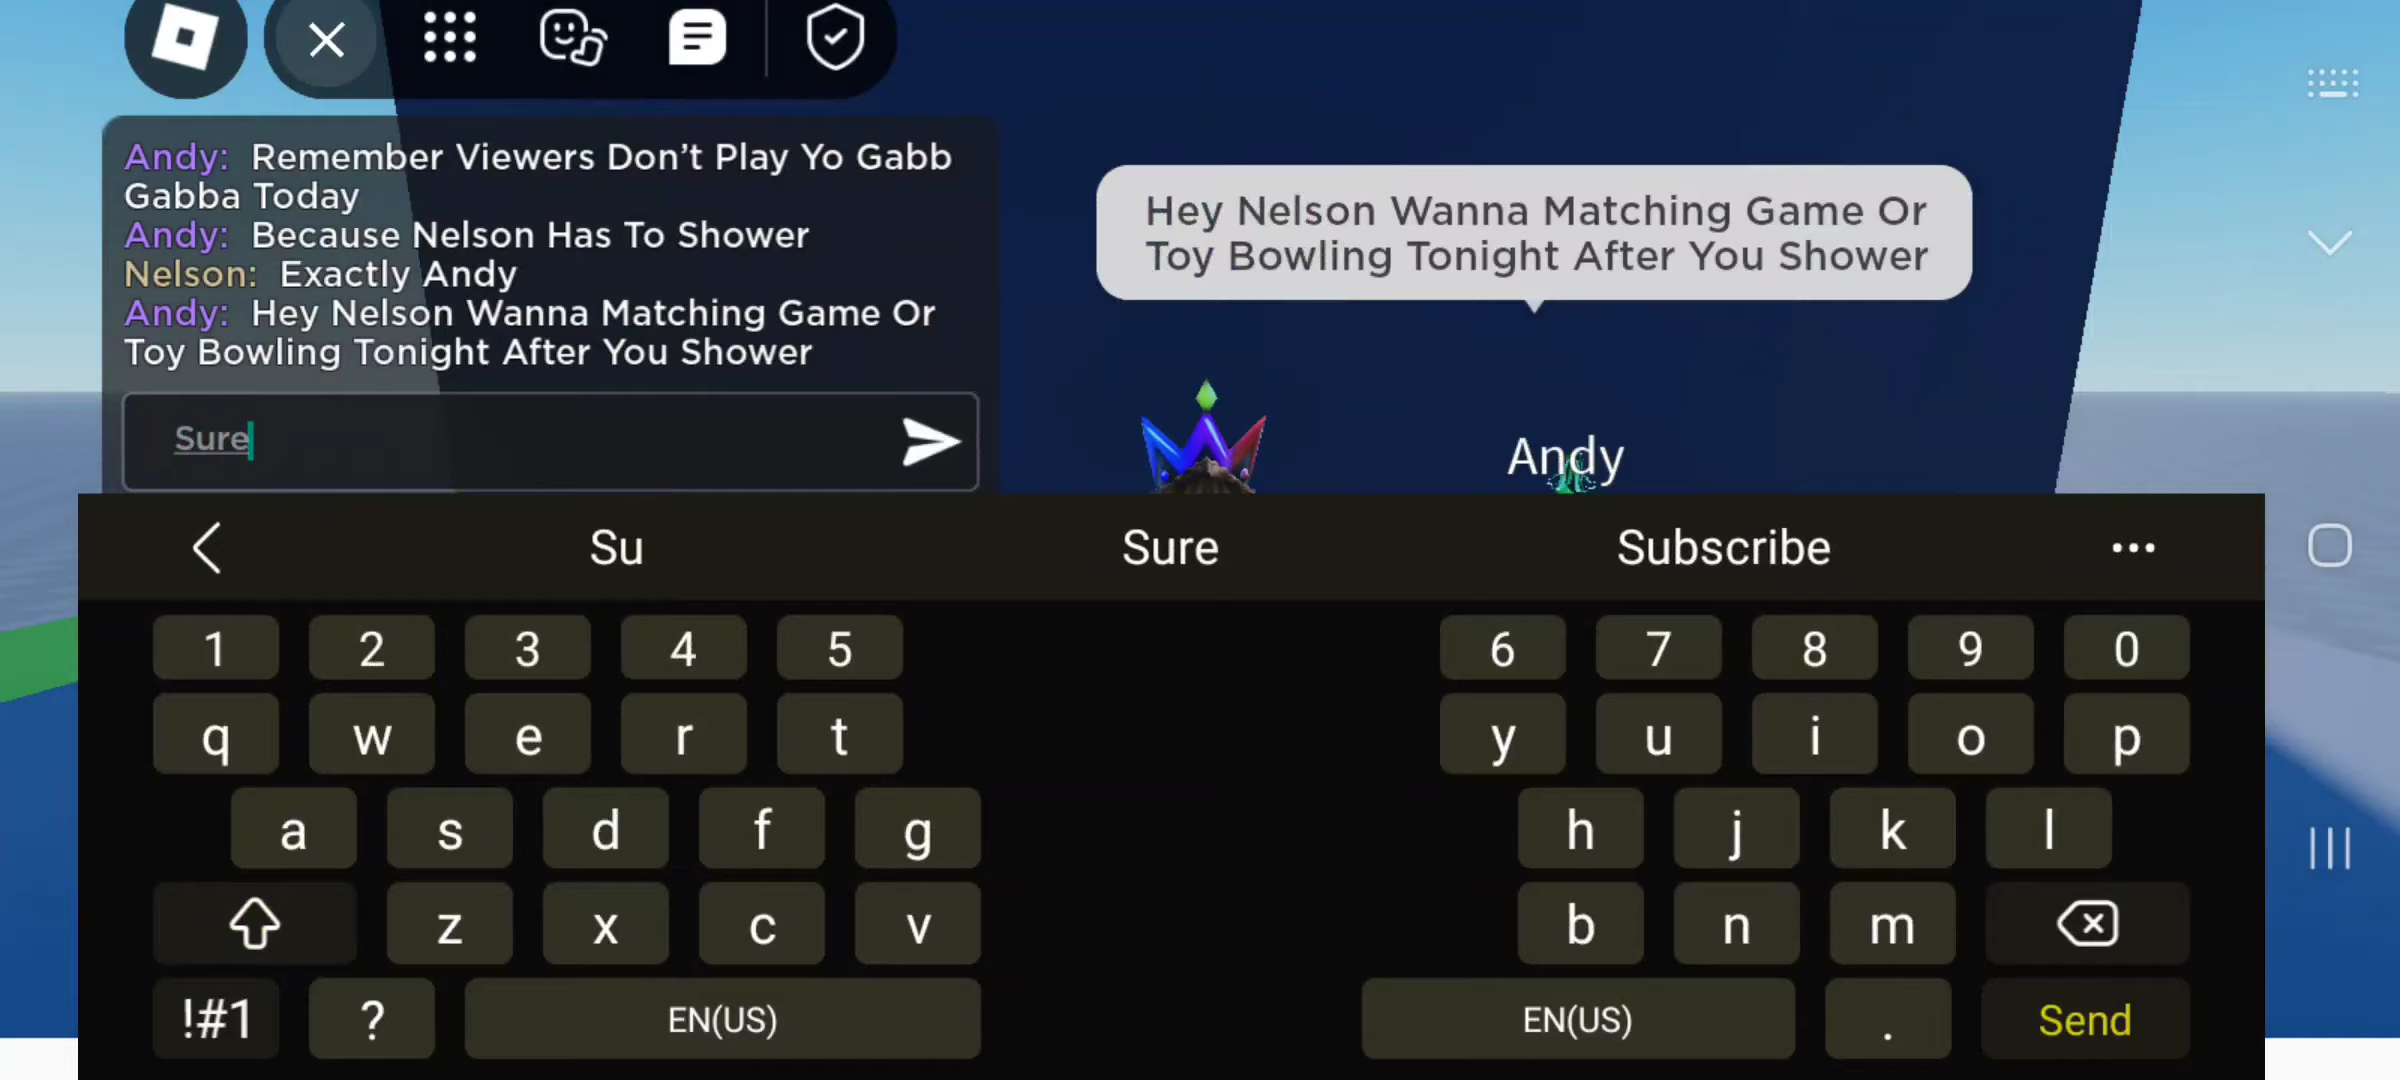 Andy: Remember Viewers Don't Play Yo Gabb
Gabba Today
Andy: Because Nelson Has To Shower
Nelson: Exactly Andy
Andy: Hey Nelson Wanna Matching Game Or
Toy Bowling Tonight After You Shower
Sure
Hey Nelson Wanna Matching Game Or
Toy Bowling Tonight After You Shower
Andy
Su Sure Subscribe
1 2 3 4 5 6 7 8 9 0
q w e r t y u i o p
a s d f g h j k l
z x c v b n m
!#1 ? EN(US) EN(US) . Send